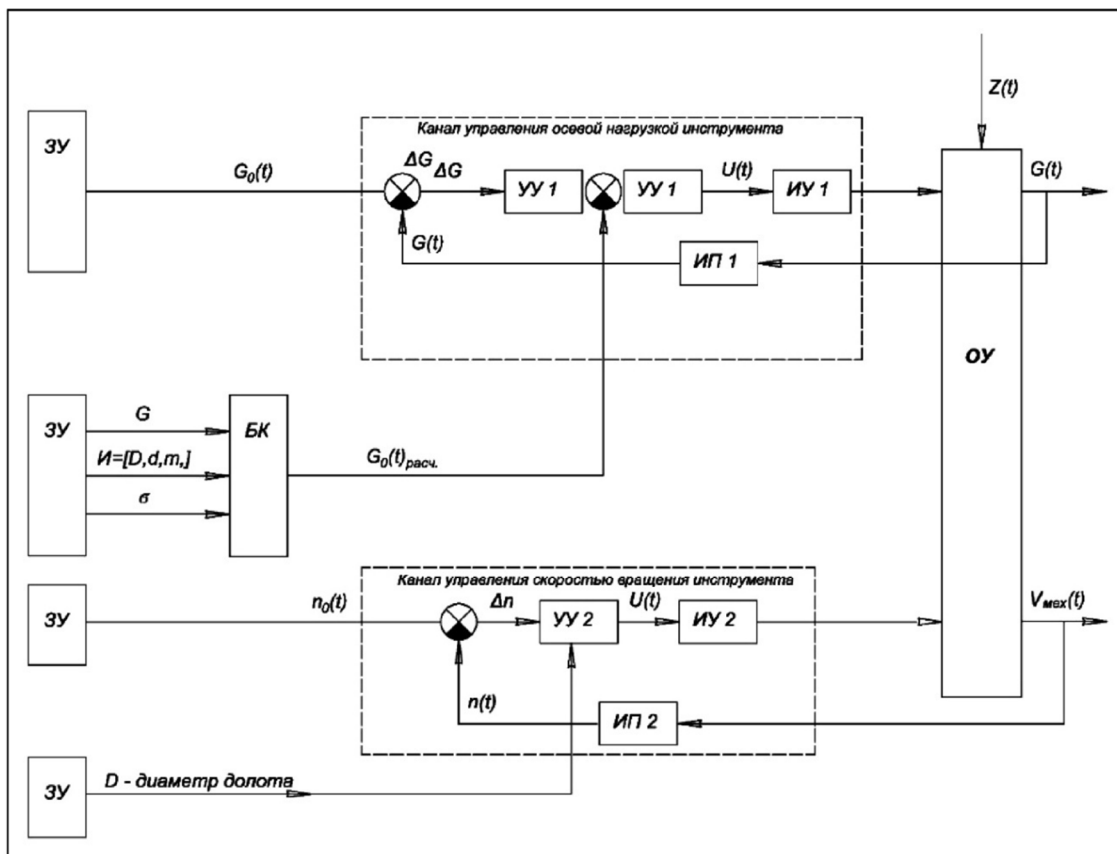 Z(t)
Канал управления осевой нагрузкой инструмента
ЗУ
G₀(t)
ΔG
ΔG
УУ 1
УУ 1
U(t)
ИУ 1
G(t)
G(t)
ИП 1
ОУ
ЗУ
G
И=[D,d,m,]
σ
БК
G₀(t)расч.
Канал управления скоростью вращения инструмента
ЗУ
n₀(t)
Δn
УУ 2
U(t)
ИУ 2
Vмех(t)
n(t)
ИП 2
ЗУ
D - диаметр долота